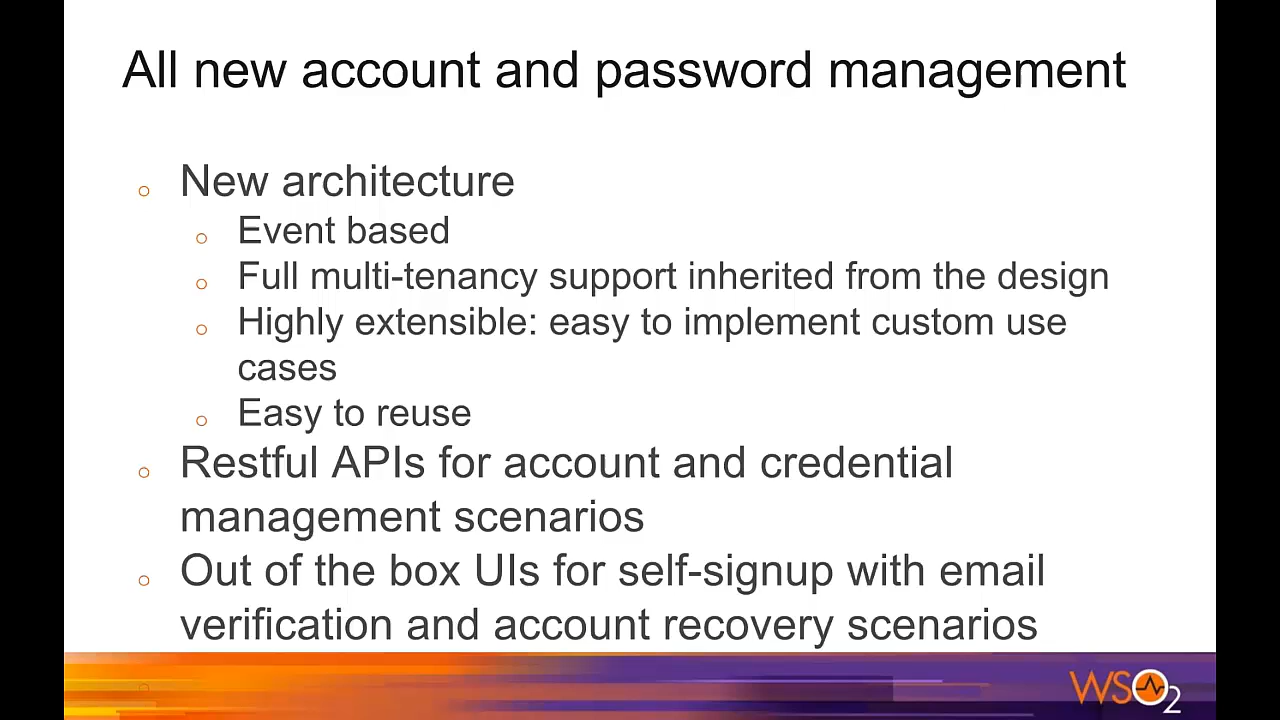 All new account and password management
New architecture
Event based
Full multi-tenancy support inherited from the design
Highly extensible: easy to implement custom use
cases
Easy to reuse
Restful APIs for account and credential
management scenarios
Out of the box UIs for self-signup with email
verification and account recovery scenarios
WSO2